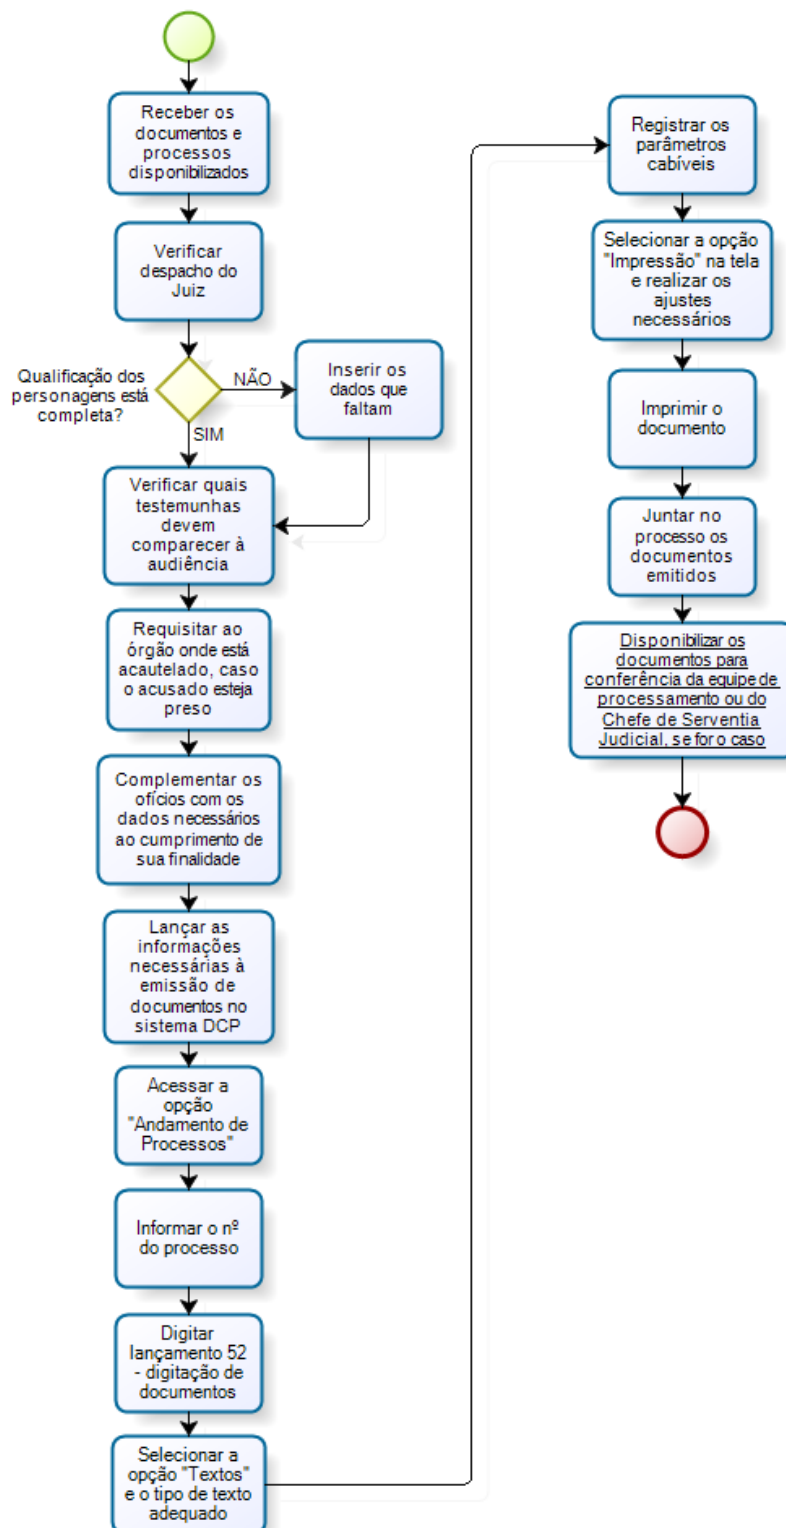 Receber os
documentos e
processos
disponibilizados
Verificar
despacho do
Juiz
Qualificação dos
personagens está
completa?
NÃO
Inserir os
dados que
faltam
SIM
Verificar quais
testemunhas
devem
comparecer à
audiência
Requisitar ao
órgão onde está
acautelado, caso
o acusado esteja
preso
Complementar os
ofícios com os
dados necessários
ao cumprimento de
sua finalidade
Lançar as
informações
necessárias à
emissão de
documentos no
sistema DCP
Acessar a
opção
"Andamento de
Processos"
Informar o nº
do processo
Digitar
lançamento 52
- digitação de
documentos
Selecionar a
opção "Textos"
e o tipo de texto
adequado
Registrar os
parâmetros
cabíveis
Selecionar a opção
"Impressão" na tela
e realizar os
ajustes
necessários
Imprimir o
documento
Juntar no
processo os
documentos
emitidos
Disponibilizar os
documentos para
conferência da equipe de
processamento ou do
Chefe de Serventia
Judicial, se for o caso